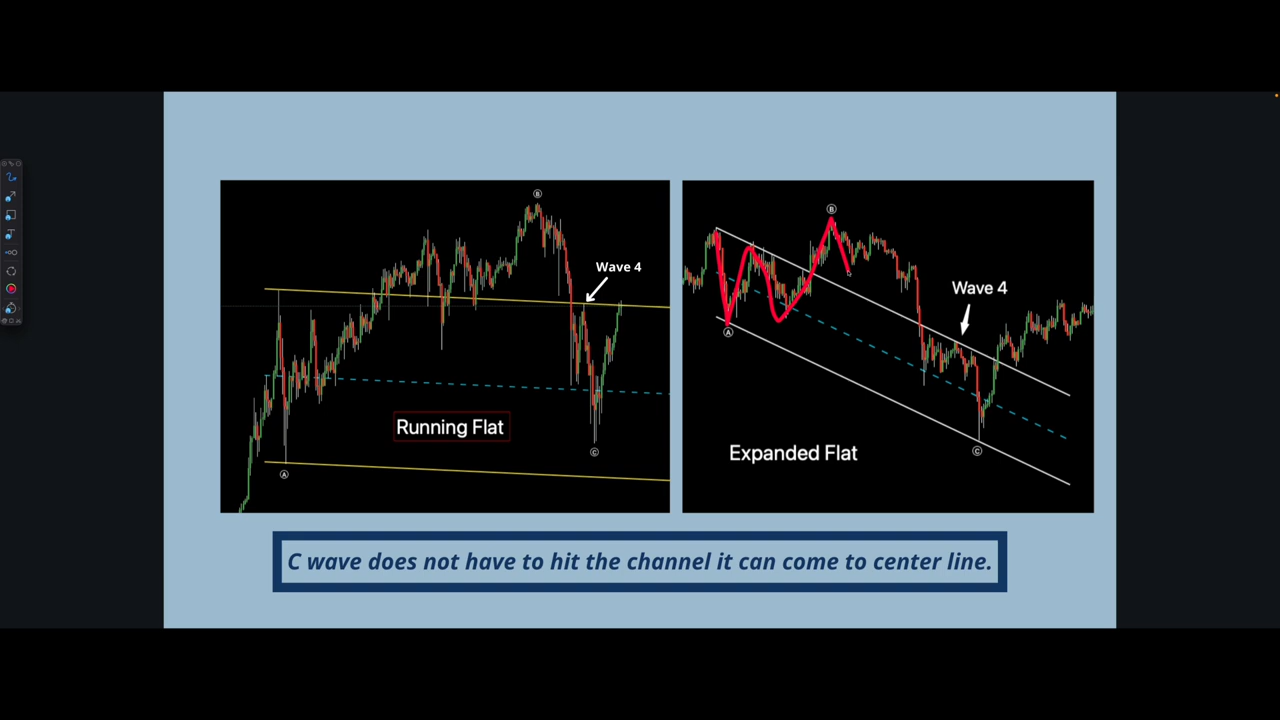 Ⓑ
Wave 4
Running Flat
Ⓒ
Ⓐ
Ⓑ
Wave 4
Ⓐ
Expanded Flat
Ⓒ
C wave does not have to hit the channel it can come to center line.